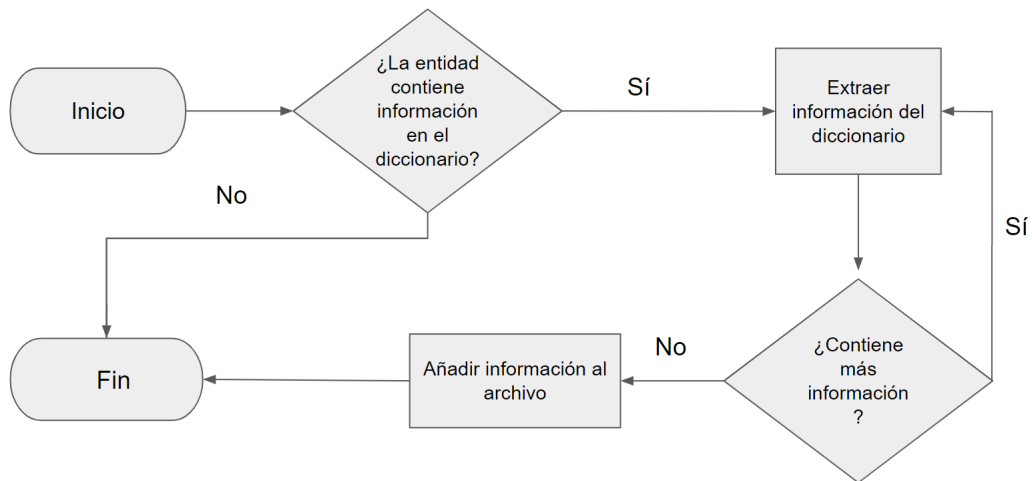 Inicio
¿La entidad
contiene
información
en el
diccionario?
Sí
Extraer
información del
diccionario
No
Sí
Fin
Añadir información al
archivo
No
¿Contiene
más
información
?